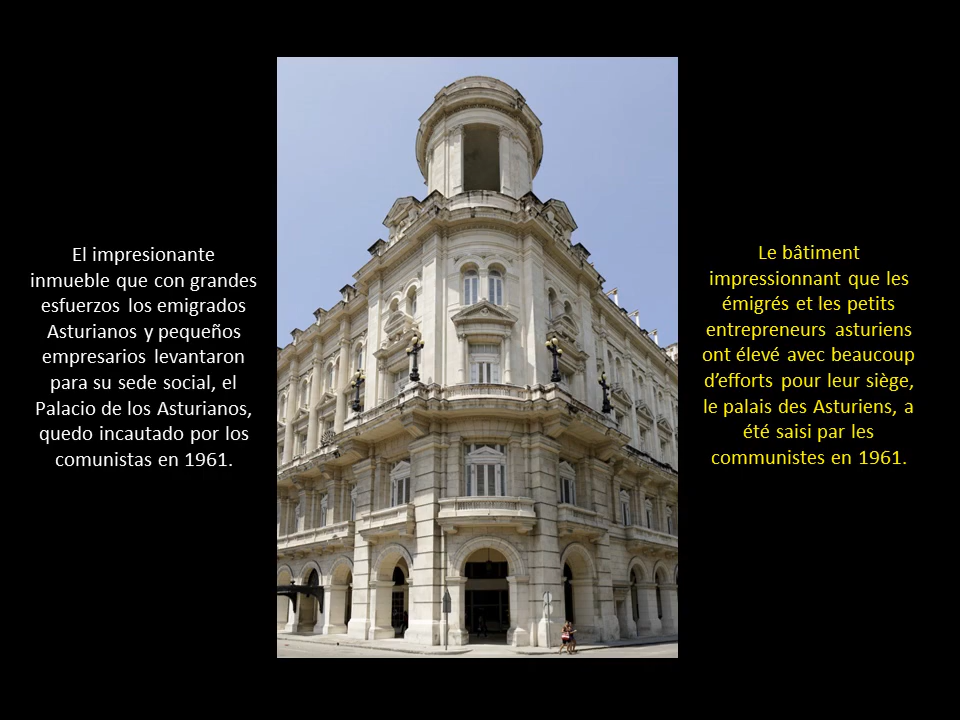 El impresionante
inmueble que con grandes
esfuerzos los emigrados
Asturianos y pequeños
empresarios levantaron
para su sede social, el
Palacio de los Asturianos,
quedo incautado por los
comunistas en 1961.
Le bâtiment
impressionnant que les
émigrés et les petits
entrepreneurs asturiens
ont élevé avec beaucoup
d’efforts pour leur siège,
le palais des Asturiens, a
été saisi par les
communistes en 1961.